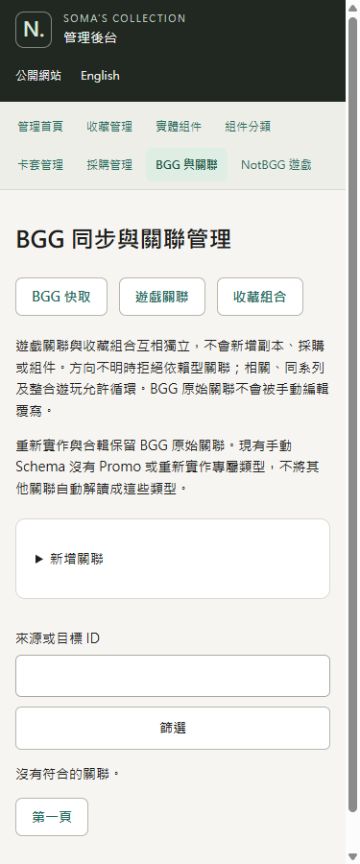 N.
SOMA'S COLLECTION
管理後台
公開網站 English
管理首頁 收藏管理 實體組件 組件分類
卡套管理 採購管理 BGG 與關聯 NotBGG 遊戲
BGG 同步與關聯管理
BGG 快取 遊戲關聯 收藏組合
遊戲關聯與收藏組合互相獨立，不會新增副本、採購
或組件。方向不明時拒絕依賴型關聯；相關、同系列
及整合遊玩允許循環。BGG 原始關聯不會被手動編輯
覆寫。
重新實作與合輯保留 BGG 原始關聯。現有手動
Schema 沒有 Promo 或重新實作專屬類型，不將其
他關聯自動解讀成這些類型。
▶ 新增關聯
來源或目標 ID
篩選
沒有符合的關聯。
第一頁